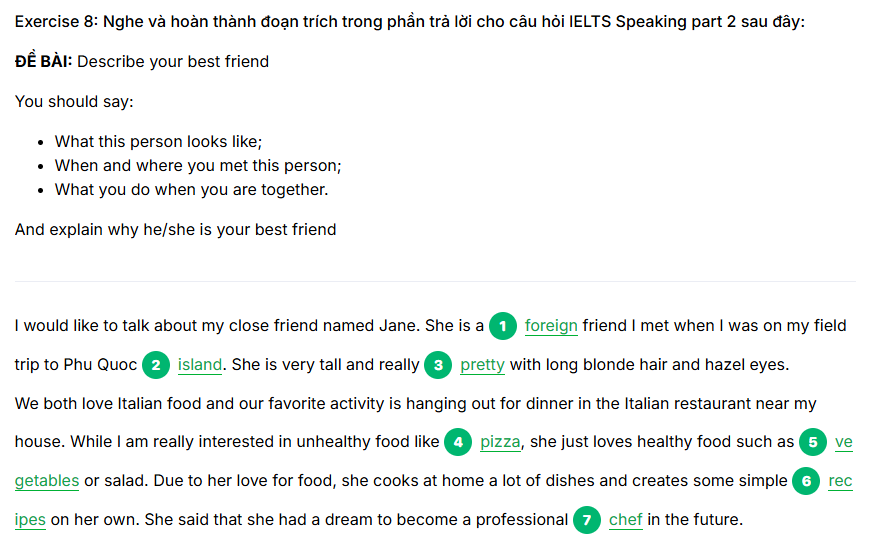 Exercise 8: Nghe và hoàn thành đoạn trích trong phần trả lời cho câu hỏi IELTS Speaking part 2 sau đây:
ĐỀ BÀI: Describe your best friend
You should say:
• What this person looks like;
• When and where you met this person;
• What you do when you are together.
And explain why he/she is your best friend
I would like to talk about my close friend named Jane. She is a 1 foreign friend I met when I was on my field
trip to Phu Quoc 2 island. She is very tall and really 3 pretty with long blonde hair and hazel eyes.
We both love Italian food and our favorite activity is hanging out for dinner in the Italian restaurant near my
house. While I am really interested in unhealthy food like 4 pizza, she just loves healthy food such as 5 ve
getables or salad. Due to her love for food, she cooks at home a lot of dishes and creates some simple 6 rec
ipes on her own. She said that she had a dream to become a professional 7 chef in the future.